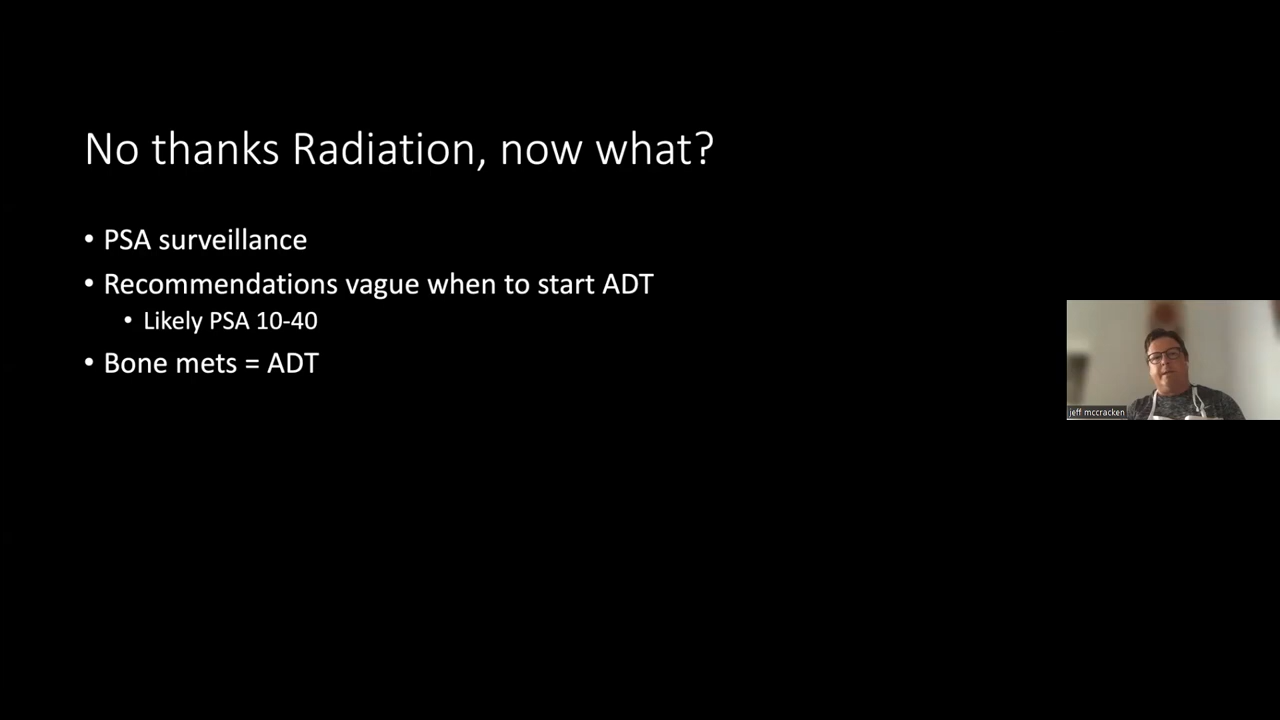 No thanks Radiation, now what?
• PSA surveillance
• Recommendations vague when to start ADT
• Likely PSA 10-40
• Bone mets = ADT
jeff mccracken